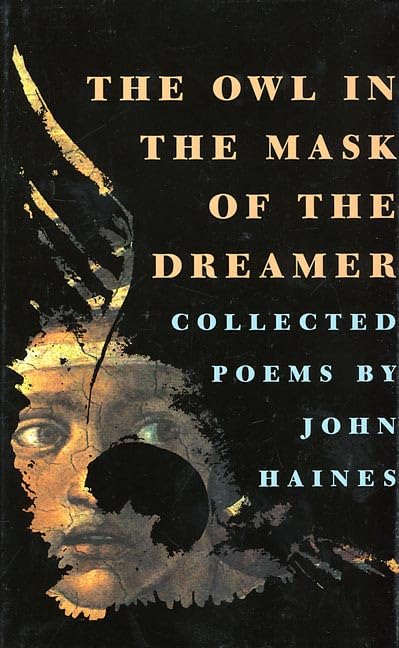 THE OWL IN
THE MASK
OF THE
DREAMER
COLLECTED
POEMS BY
JOHN
HAINES